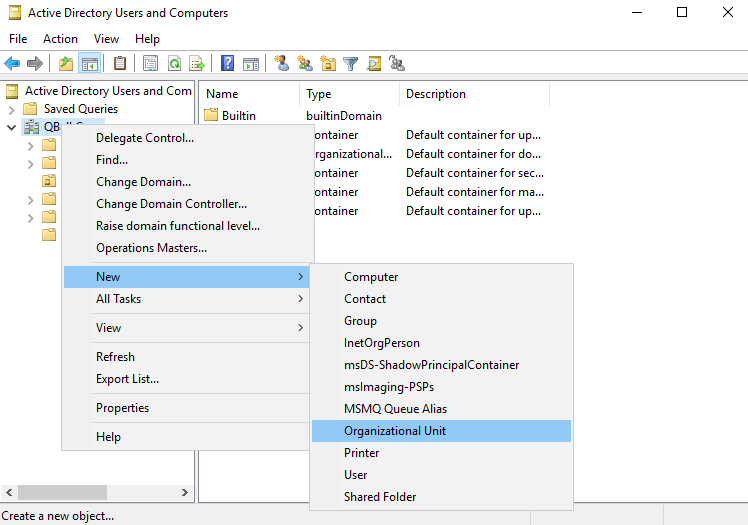 Active Directory Users and Computers
File Action View Help
Active Directory Users and Com
Saved Queries
Name Type Description
Builtin builtinDomain
ontainer Default container for up...
rganizational... Default container for do...
ontainer Default container for sec...
ontainer Default container for ma...
ontainer Default container for up...
Delegate Control...
Find...
Change Domain...
Change Domain Controller...
Raise domain functional level...
Operations Masters...
New
All Tasks
View
Refresh
Export List...
Properties
Help
Computer
Contact
Group
InetOrgPerson
msDS-ShadowPrincipalContainer
msImaging-PSPs
MSMQ Queue Alias
Organizational Unit
Printer
User
Shared Folder
Create a new object...